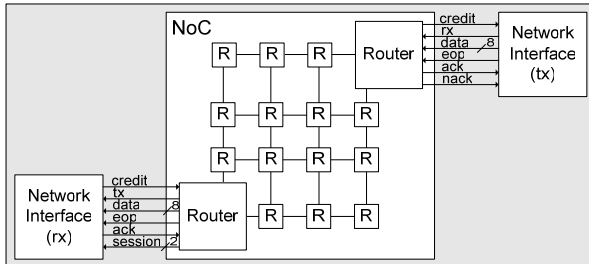 NoC
R R R Router
credit
rx
data 8
eop
ack
nack
Network
Interface
(tx)
R R R R
R R R R
Network
Interface
(rx)
credit
tx
data 8
eop
ack
session 2
Router R R R